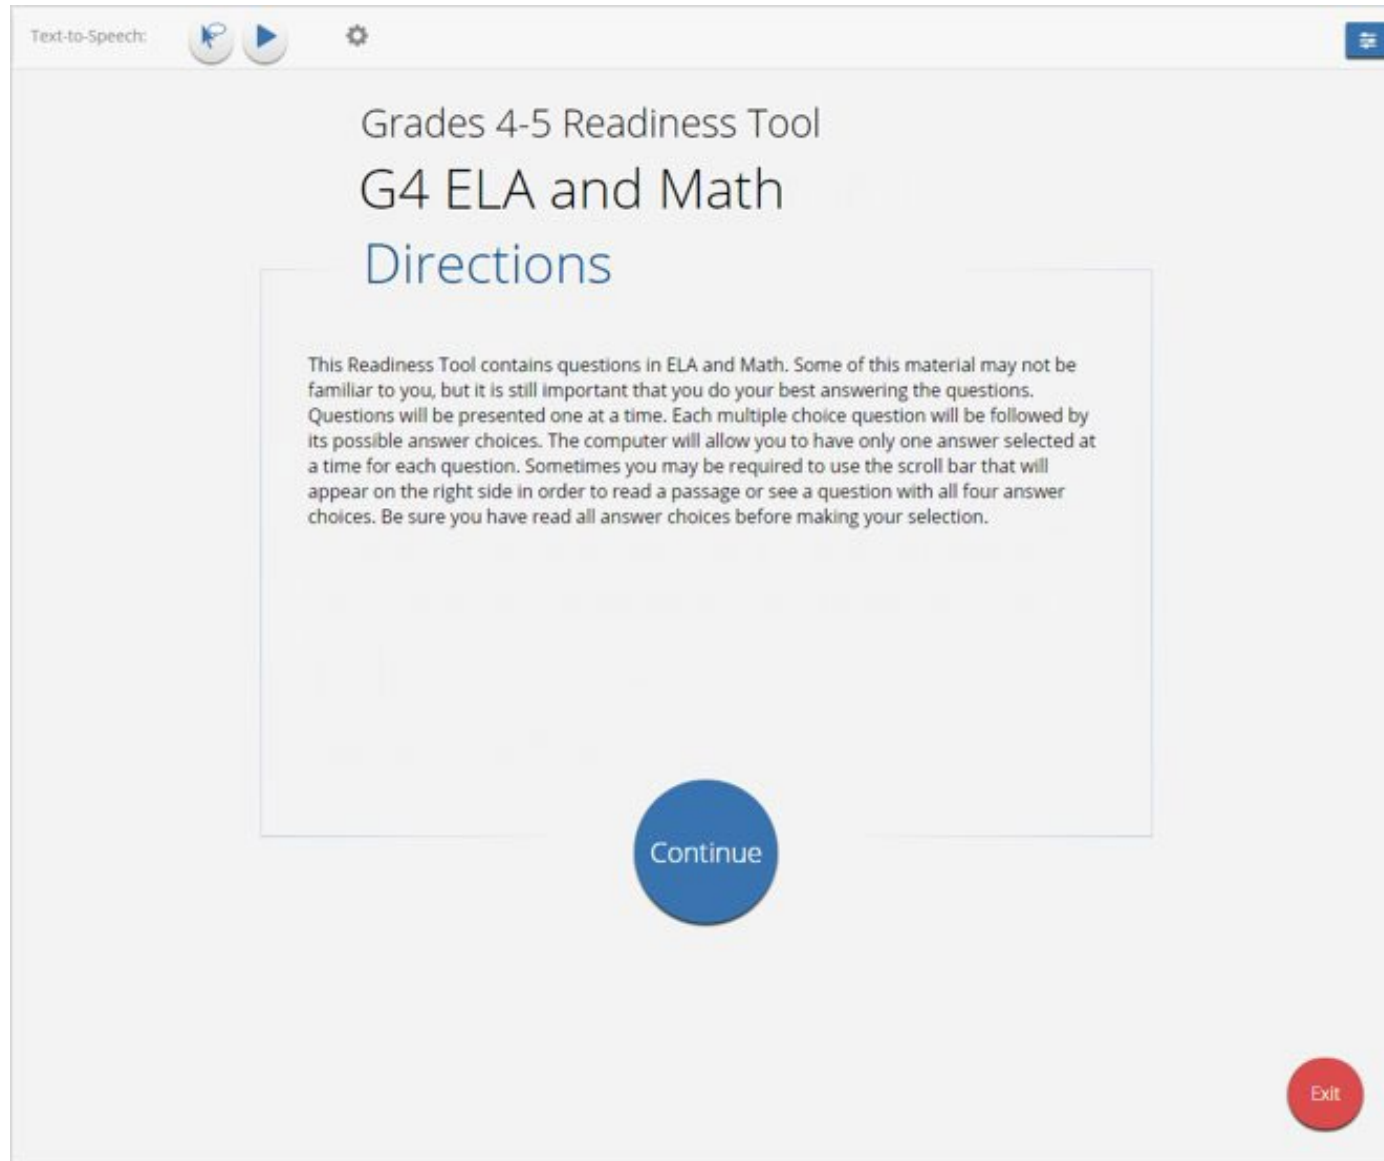 Text-to-Speech:
Grades 4-5 Readiness Tool
G4 ELA and Math
Directions
This Readiness Tool contains questions in ELA and Math. Some of this material may not be
familiar to you, but it is still important that you do your best answering the questions.
Questions will be presented one at a time. Each multiple choice question will be followed by
its possible answer choices. The computer will allow you to have only one answer selected at
a time for each question. Sometimes you may be required to use the scroll bar that will
appear on the right side in order to read a passage or see a question with all four answer
choices. Be sure you have read all answer choices before making your selection.
Continue
Exit